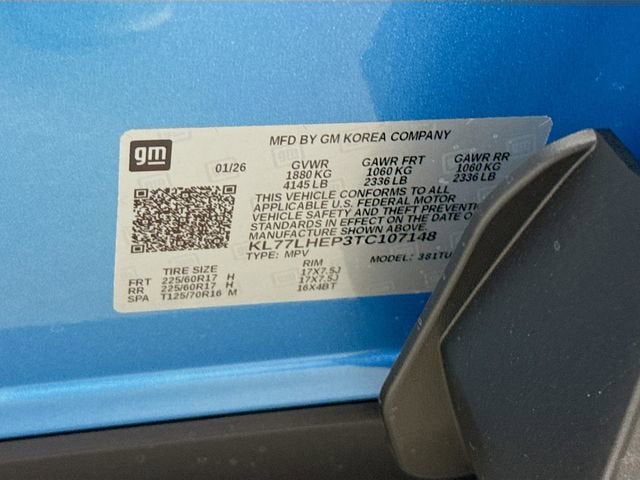 MFD BY GM KOREA COMPANY
gm
01/26 GVWR GAWR FRT GAWR RR
1880 KG 1060 KG 1060 KG
4145 LB 2336 LB 2336 LB
THIS VEHICLE CONFORMS TO ALL
APPLICABLE U.S. FEDERAL MOTOR
VEHICLE SAFETY AND THEFT PREVENTI
STANDARDS IN EFFECT ON THE DATE O
MANUFACTURE SHOWN ABOVE.
KL77LHEP3TC107148
TYPE: MPV MODEL: 381TU
TIRE SIZE RIM
FRT 225/60R17 H 17X7.5J
RR 225/60R17 H 17X7.5J
SPA T125/70R16 M 16X4BT